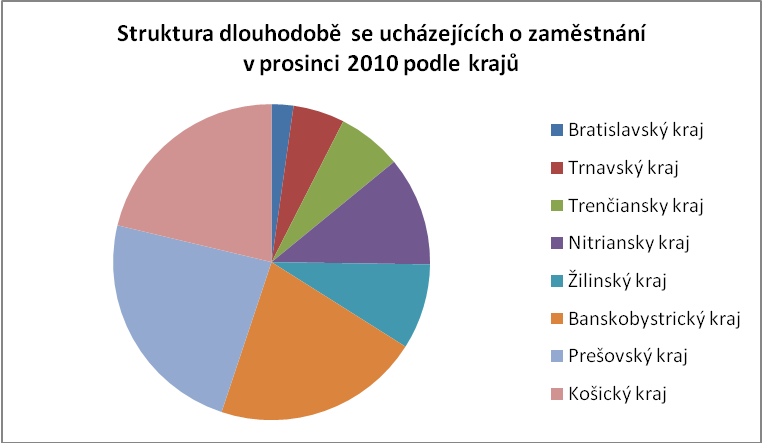 Struktura dlouhodobě se ucházejících o zaměstnání
v prosinci 2010 podle krajů
Bratislavský kraj
Trnavský kraj
Trenčiansky kraj
Nitriansky kraj
Žilinský kraj
Banskobystrický kraj
Prešovský kraj
Košický kraj